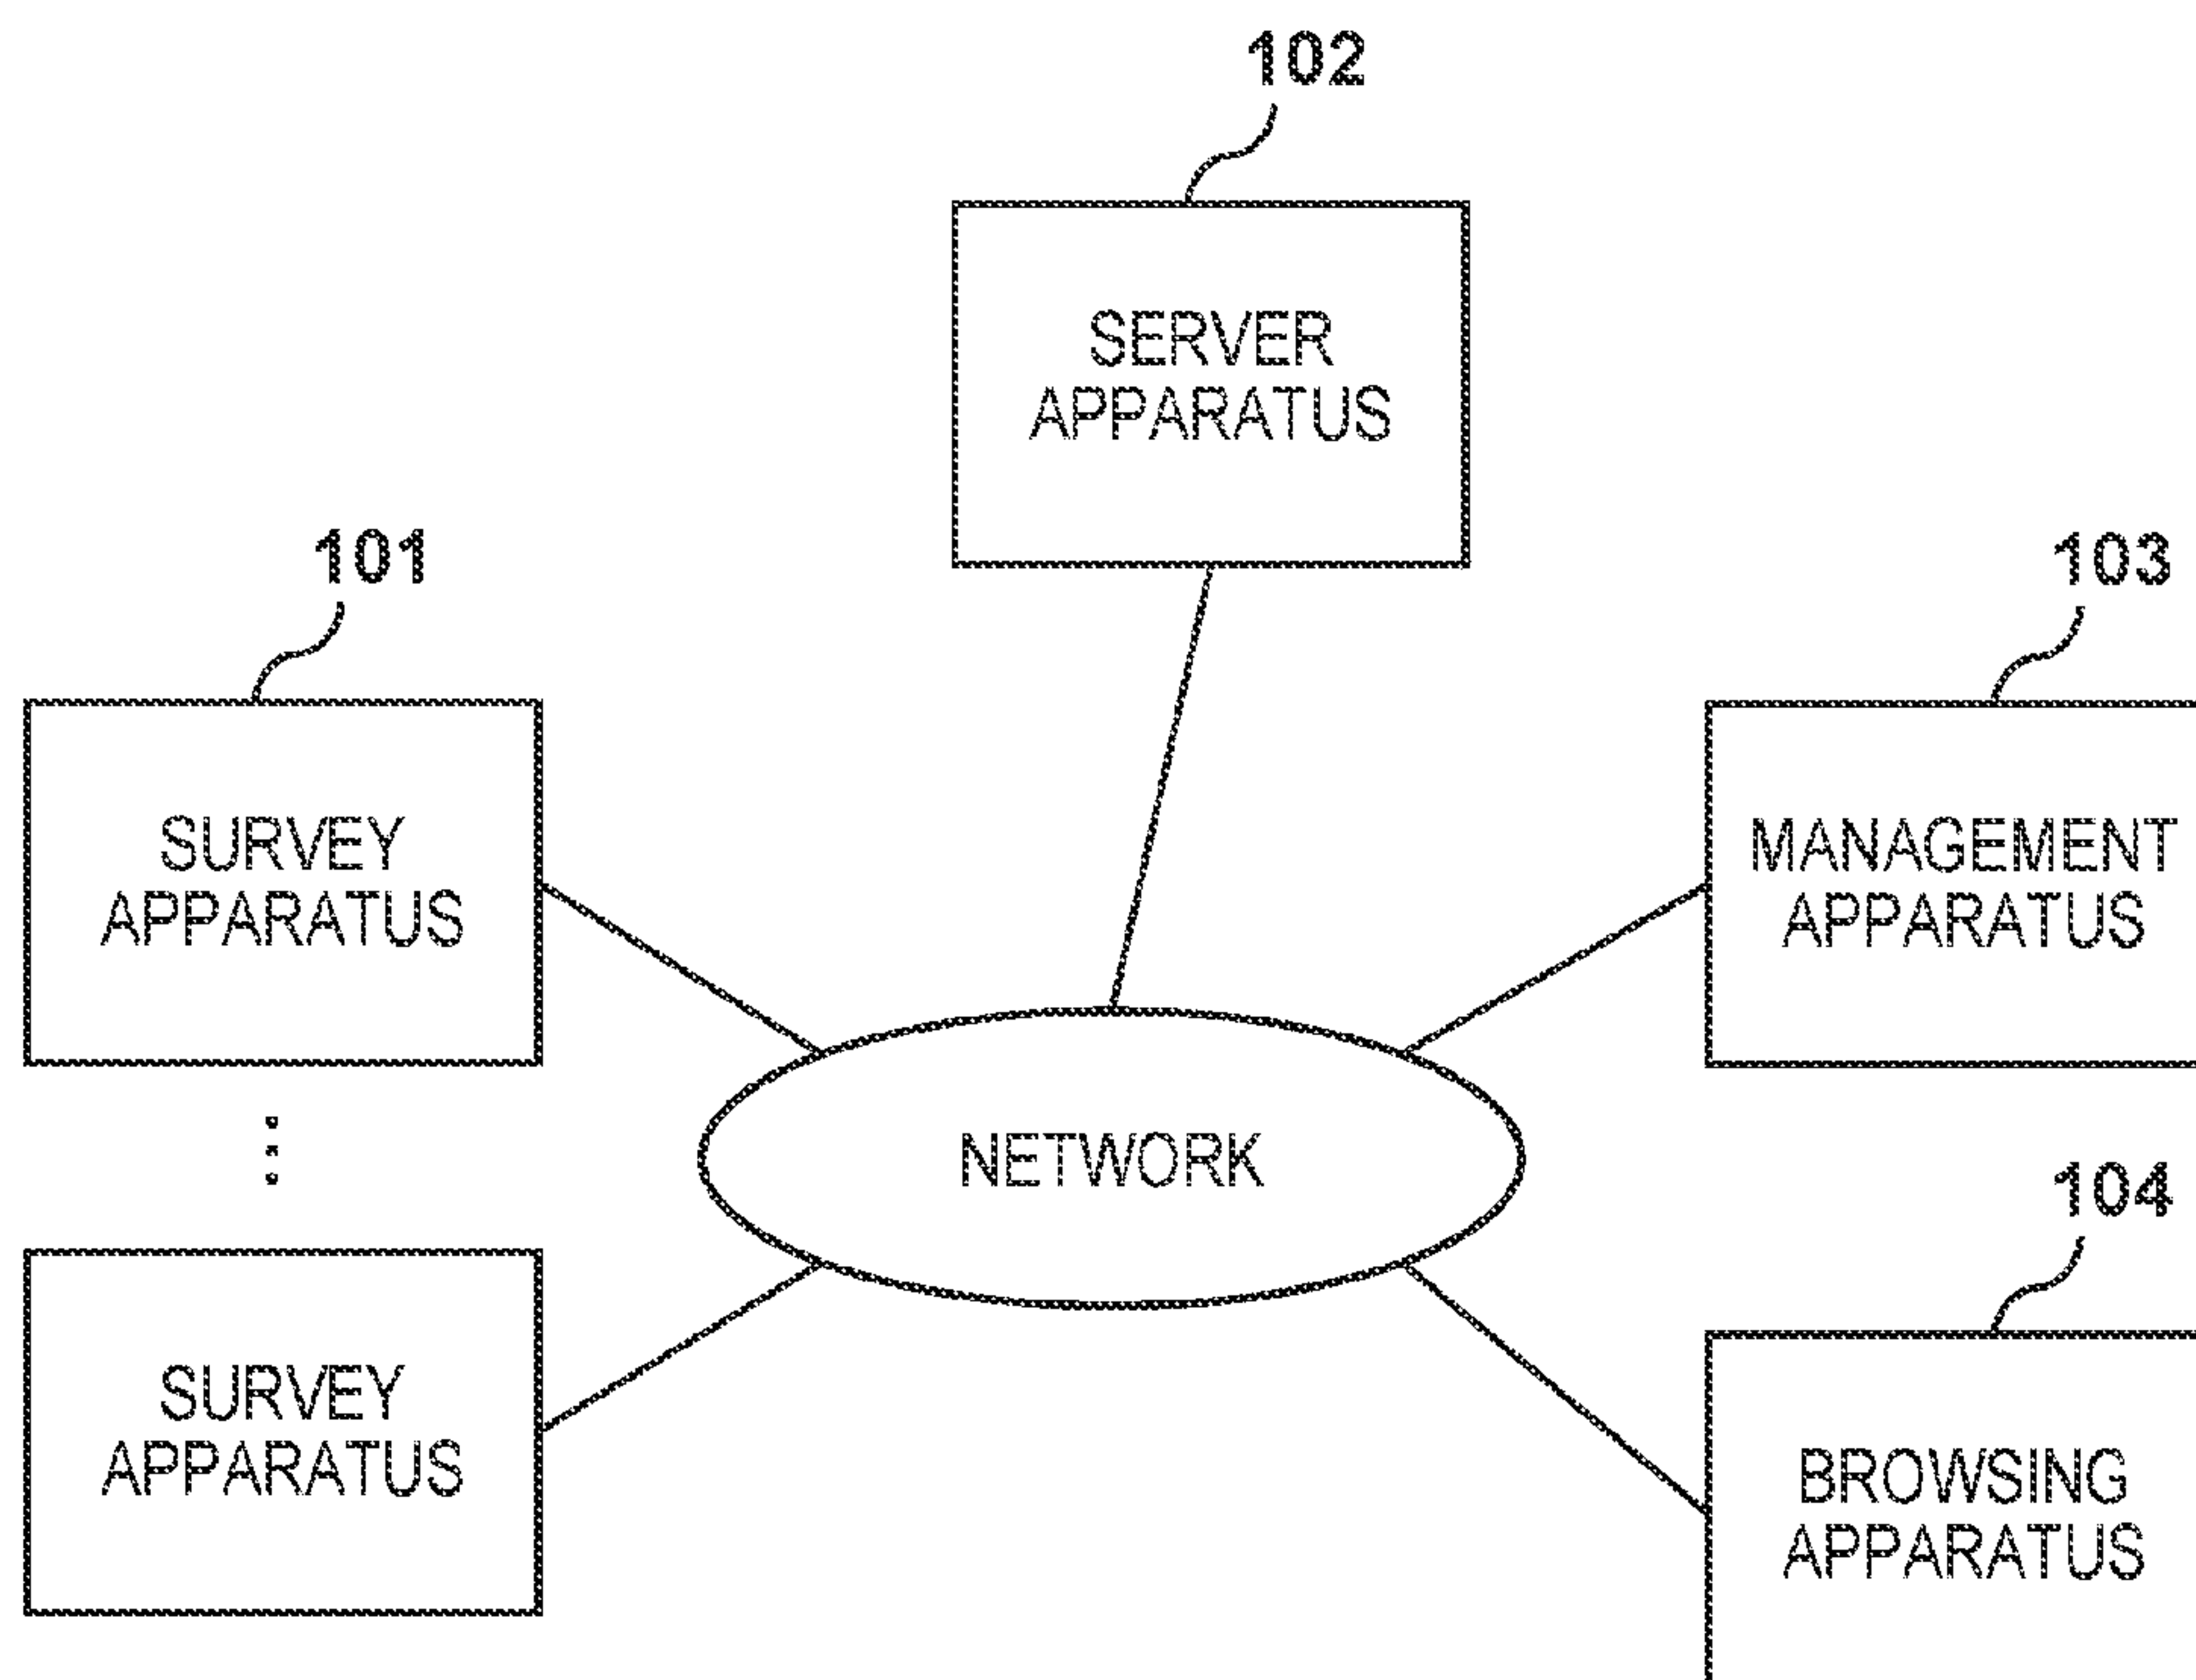 102
SERVER
APPARATUS
101
SURVEY
APPARATUS
103
MANAGEMENT
APPARATUS
NETWORK
104
SURVEY
APPARATUS
BROWSING
APPARATUS